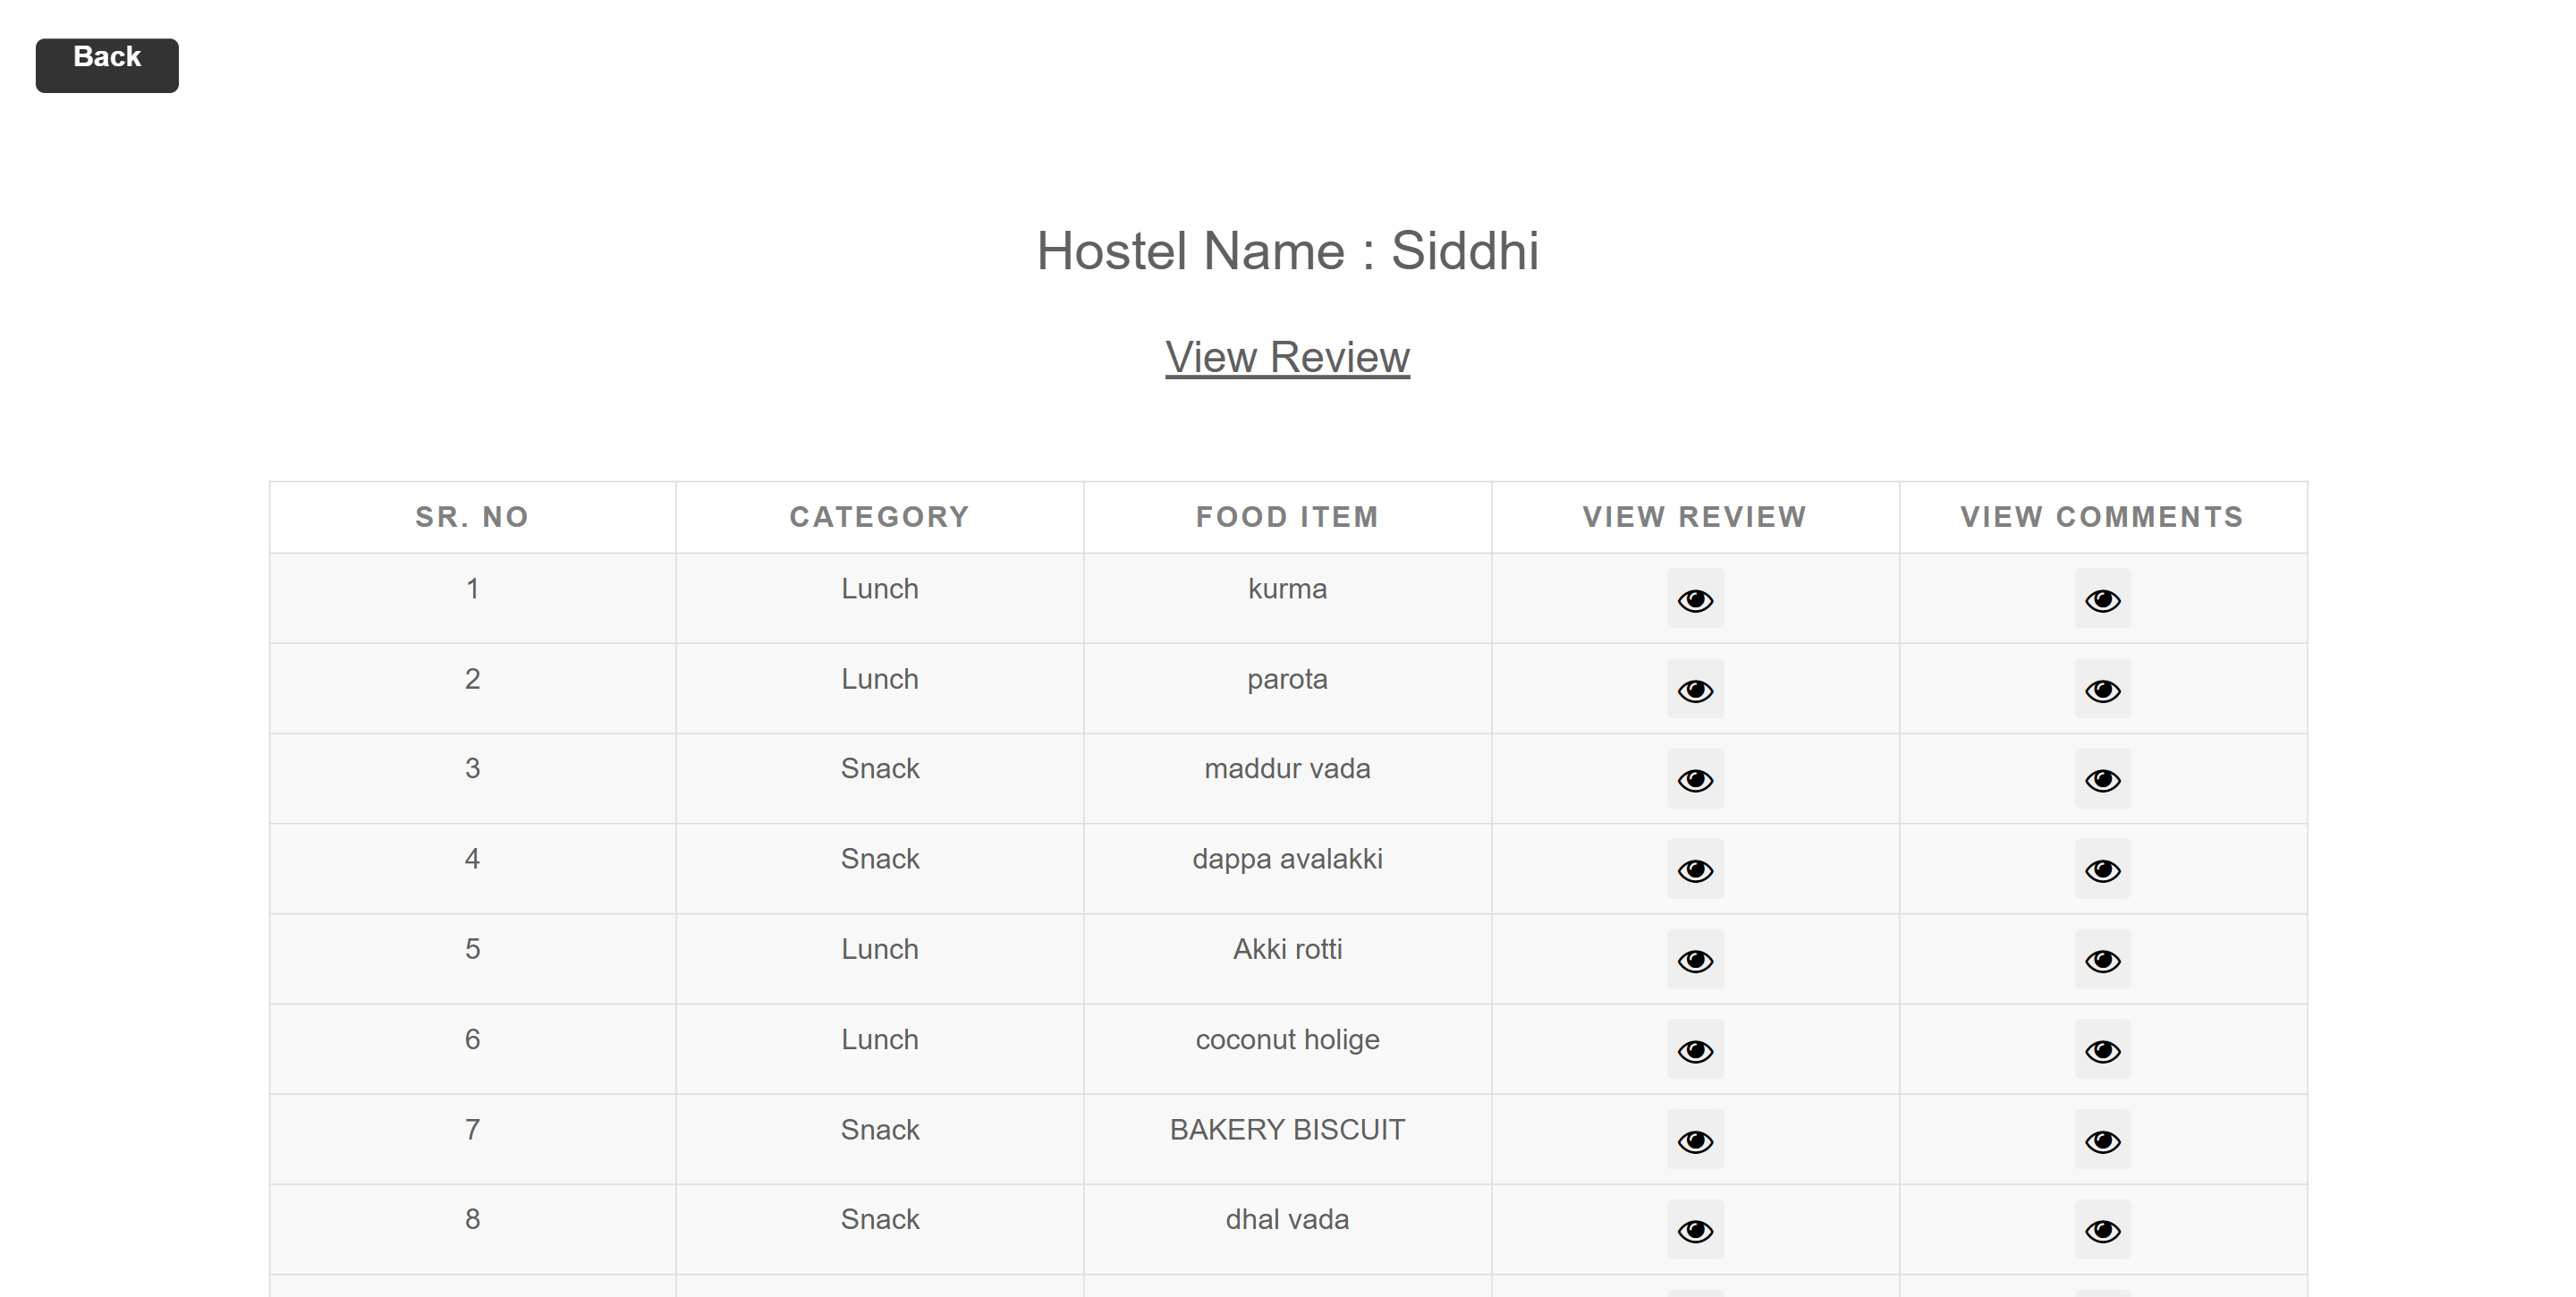 Back
Hostel Name : Siddhi
View Review
SR. NO CATEGORY FOOD ITEM VIEW REVIEW VIEW COMMENTS
1 Lunch kurma
2 Lunch parota
3 Snack maddur vada
4 Snack dappa avalakki
5 Lunch Akki rotti
6 Lunch coconut holige
7 Snack BAKERY BISCUIT
8 Snack dhal vada